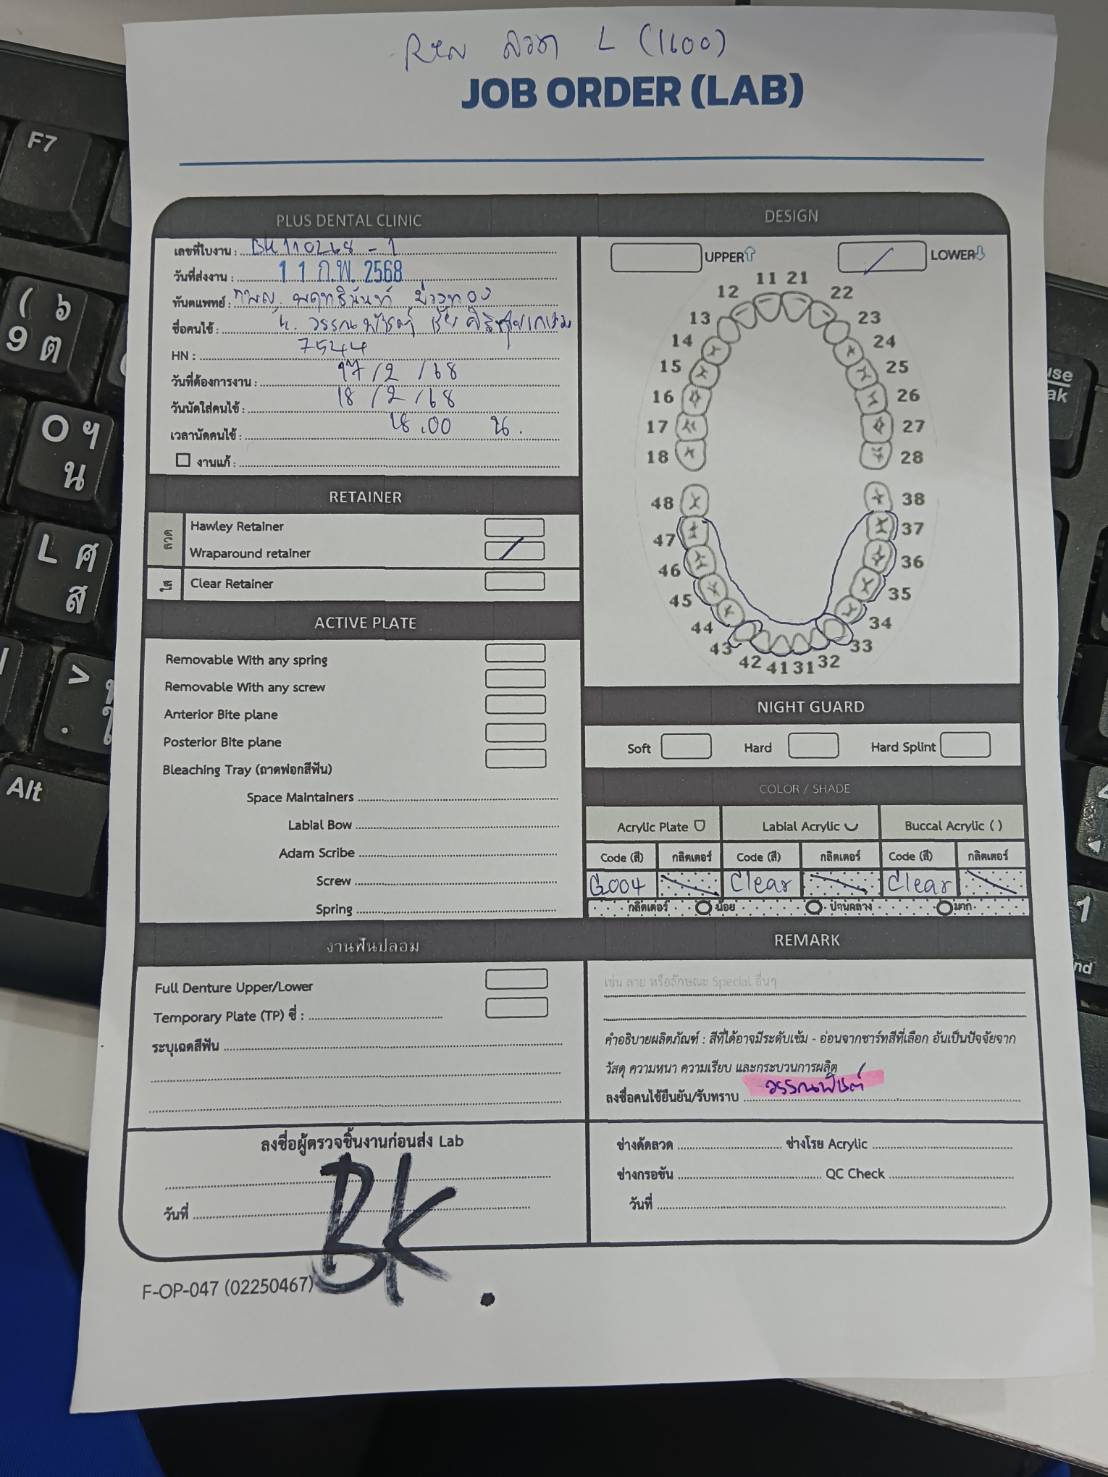 ลวด L (1600)
JOB ORDER (LAB)
PLUS DENTAL CLINIC
เลขที่ใบงาน : BK110268 - 1
วันที่ส่งงาน : 11 ก.พ. 2568
ทันตแพทย์ : ทพญ.
ชื่อคนไข้ : น. วรรณพัชต์
HN : 7544
วันที่ต้องการงาน : 17/2/68
วันนัดใส่คนไข้ : 18/2/68
เวลานัดคนไข้ : 18.00 น.
งานแก้ :
RETAINER
ลวด
Hawley Retainer
Wraparound retainer
ใส
Clear Retainer
ACTIVE PLATE
Removable With any spring
Removable With any screw
Anterior Bite plane
Posterior Bite plane
Bleaching Tray (ถาดฟอกสีฟัน)
Space Maintainers
Labial Bow
Adam Scribe
Screw
Spring
งานฟันปลอม
Full Denture Upper/Lower
Temporary Plate (TP) ซี่ :
ระบุเฉดสีฟัน
ลงชื่อผู้ตรวจชิ้นงานก่อนส่ง Lab
BK.
วันที่
DESIGN
UPPER LOWER
11 21
12 22
13 23
14 24
15 25
16 26
17 27
18 28
48 38
47 37
46 36
45 35
44 34
43 33
42 41 31 32
NIGHT GUARD
Soft Hard Hard Splint
COLOR / SHADE
Acrylic Plate Labial Acrylic Buccal Acrylic ( )
Code (สี) กลิตเตอร์ Code (สี) กลิตเตอร์ Code (สี) กลิตเตอร์
G004 Clear Clear
กลิตเตอร์ น้อย ปานกลาง มาก
REMARK
เช่น ลาย หรือลักษณะ Special อื่นๆ
คำอธิบายผลิตภัณฑ์ : สีที่ได้อาจมีระดับเข้ม - อ่อนจากชาร์ทสีที่เลือก อันเป็นปัจจัยจาก
วัสดุ ความหนา ความเรียบ และกระบวนการผลิต
ลงชื่อคนไข้ยืนยัน/รับทราบ วรรณพัชต์
ช่างดัดลวด ช่างโรย Acrylic
ช่างกรอขัน QC Check
วันที่
F-OP-047 (02250467)
F7
( ๖
9 ต
O ฯ
น
L ศ
ส
>
.
Alt
use
ak
1
nd